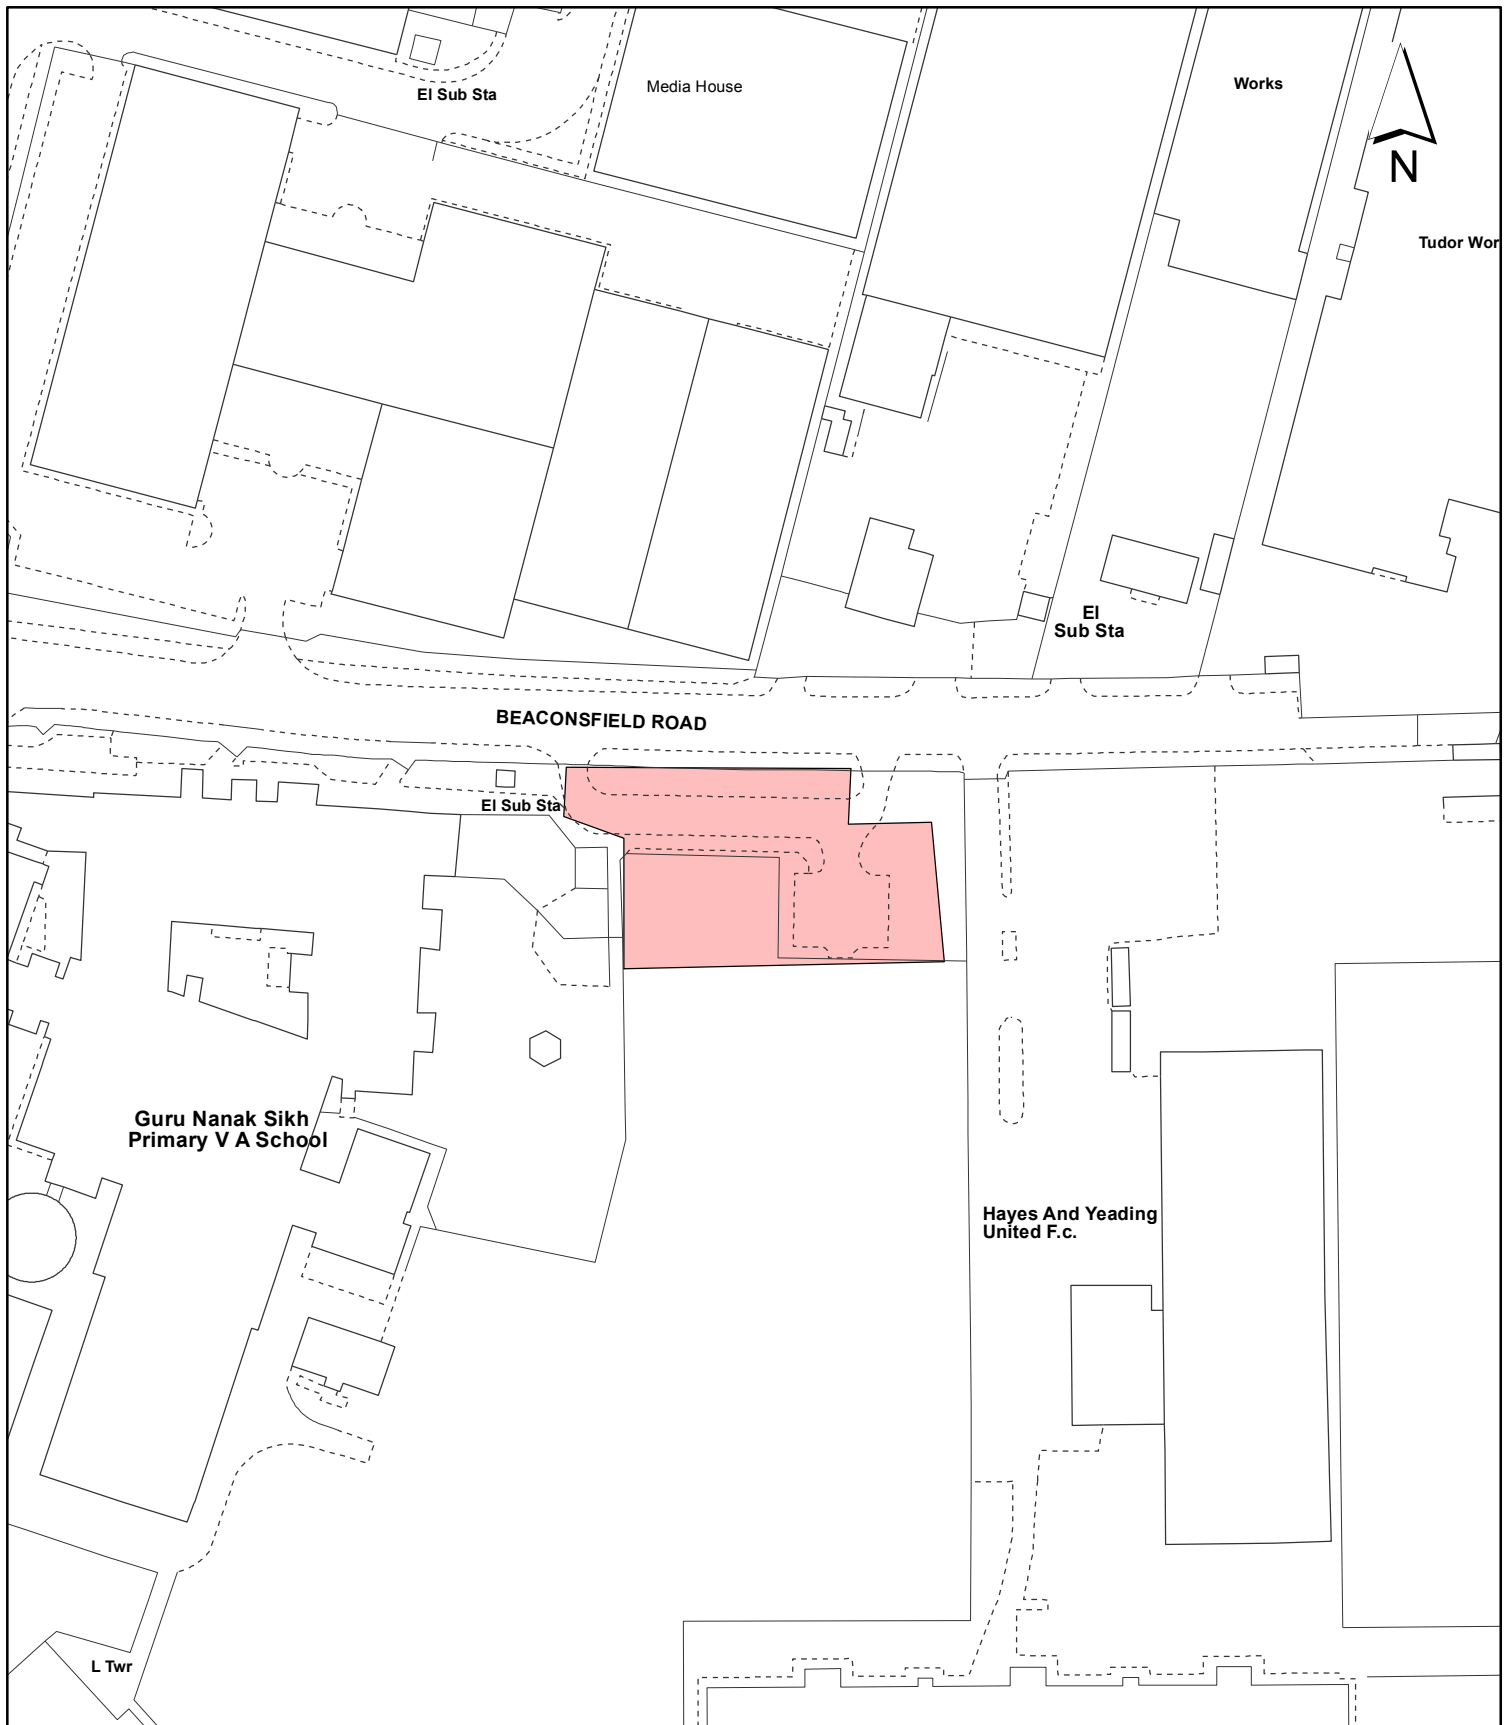 Media House
Works
El Sub Sta
N
Tudor Wor
El
Sub Sta
BEACONSFIELD ROAD
El Sub Sta
Guru Nanak Sikh
Primary V A School
Hayes And Yeading
United F.c.
L Twr